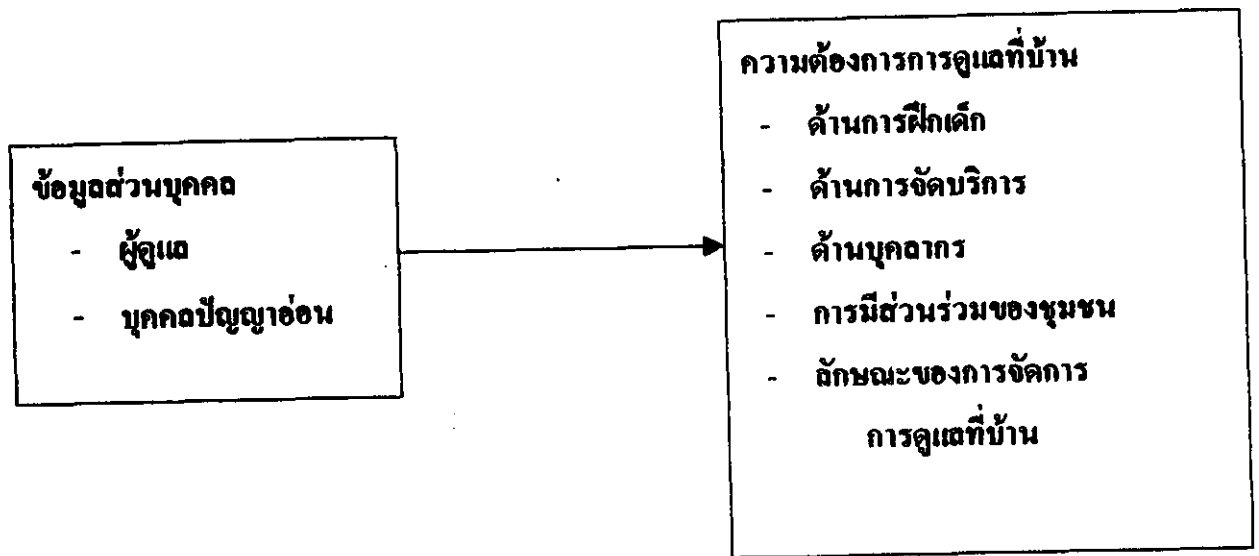 ข้อมูลส่วนบุคคล
- ผู้ดูแล
- บุคคลปัญญาอ่อน
ความต้องการการดูแลที่บ้าน
- ด้านการฝึกเด็ก
- ด้านการจัดบริการ
- ด้านบุคลากร
- การมีส่วนร่วมของชุมชน
- ลักษณะของการจัดการ
การดูแลที่บ้าน